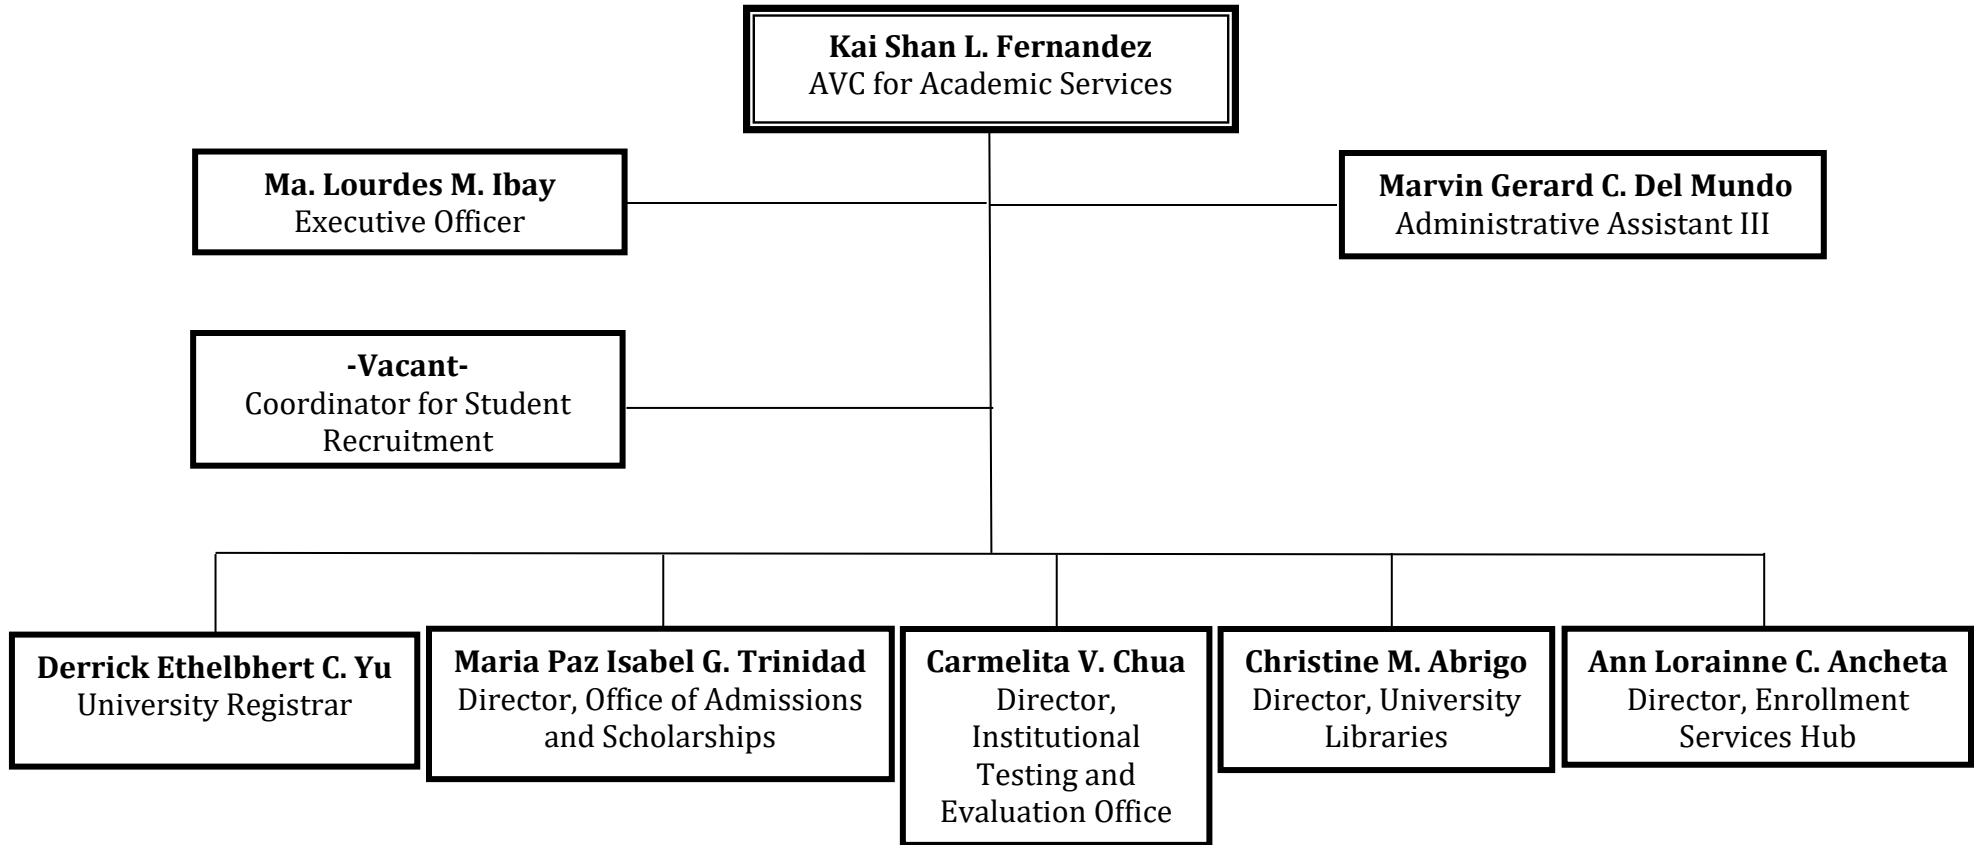 Kai Shan L. Fernandez
AVC for Academic Services
Ma. Lourdes M. Ibay
Executive Officer
Marvin Gerard C. Del Mundo
Administrative Assistant III
-Vacant-
Coordinator for Student
Recruitment
Derrick Ethelbhert C. Yu
University Registrar
Maria Paz Isabel G. Trinidad
Director, Office of Admissions
and Scholarships
Carmelita V. Chua
Director,
Institutional
Testing and
Evaluation Office
Christine M. Abrigo
Director, University
Libraries
Ann Lorainne C. Ancheta
Director, Enrollment
Services Hub